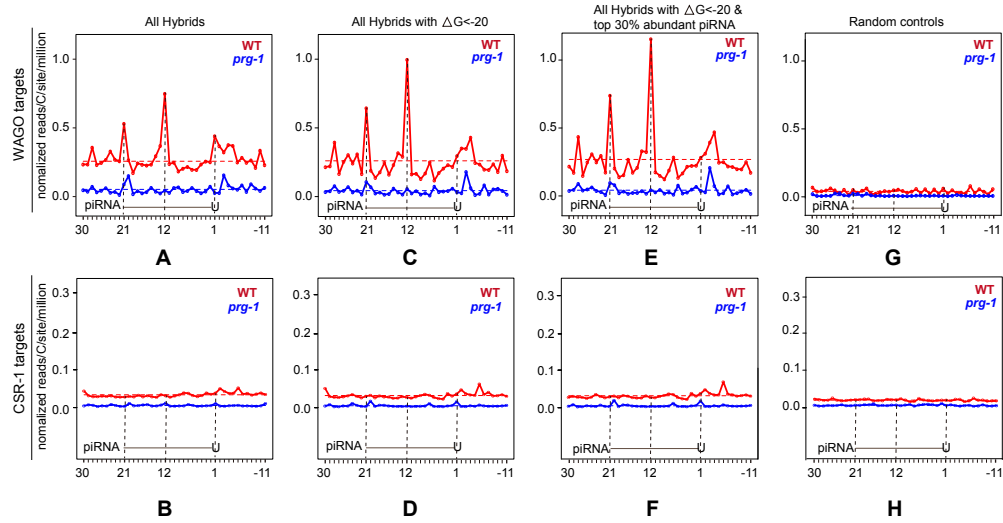 All Hybrids
All Hybrids with △G<-20
All Hybrids with △G<-20 &
top 30% abundant piRNA
Random controls
WAGO targets
normalized reads/C/site/million
1.0
0.5
0.0
WT
prg-1
piRNA
U
30 21 12 1 -11
A
1.0
0.5
0.0
WT
prg-1
piRNA
U
30 21 12 1 -11
C
1.0
0.5
0.0
WT
prg-1
piRNA
U
30 21 12 1 -11
E
1.0
0.5
0.0
WT
prg-1
piRNA
U
30 21 12 1 -11
G
CSR-1 targets
nomalized reads/C/site/million
0.3
0.2
0.1
0.0
WT
prg-1
piRNA
U
30 21 12 1 -11
B
0.3
0.2
0.1
0.0
WT
prg-1
piRNA
U
30 21 12 1 -11
D
0.3
0.2
0.1
0.0
WT
prg-1
piRNA
U
30 21 12 1 -11
F
0.3
0.2
0.1
0.0
WT
prg-1
piRNA
U
30 21 12 1 -11
H